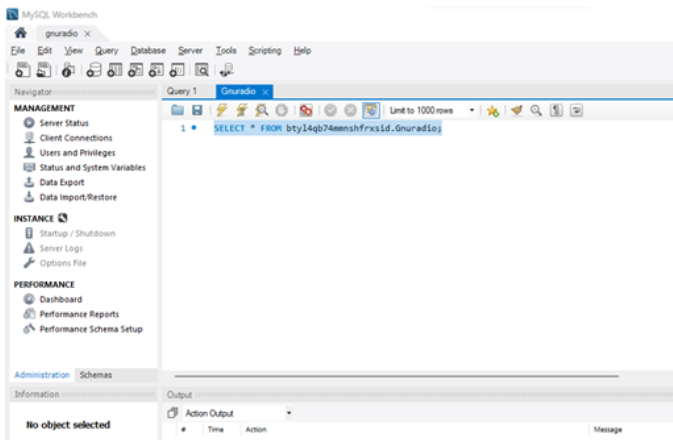 MySQL Workbench
gnuradio ×
File Edit View Query Database Server Tools Scripting Help
Navigator
Query 1 Gnuradio ×
MANAGEMENT
Server Status
Client Connections
Users and Privileges
Status and System Variables
Data Export
Data Import/Restore
INSTANCE
Startup / Shutdown
Server Logs
Options File
PERFORMANCE
Dashboard
Performance Reports
Performance Schema Setup
Administration Schemas
Information
No object selected
Limit to 1000 rows
1 SELECT * FROM btyl4qb74mmnshfrxsid.Gnuradio;
Output
Action Output
# Time Action Message